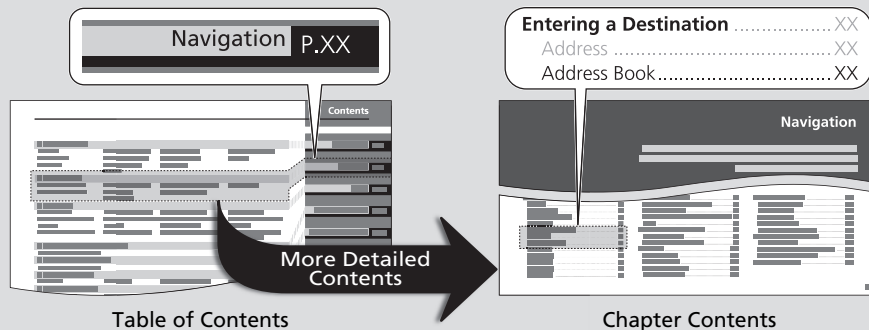 Navigation P.XX
Entering a Destination ............... XX
Address ............................... XX
Address Book ............................ XX
Contents
Navigation
More Detailed
Contents
Table of Contents
Chapter Contents